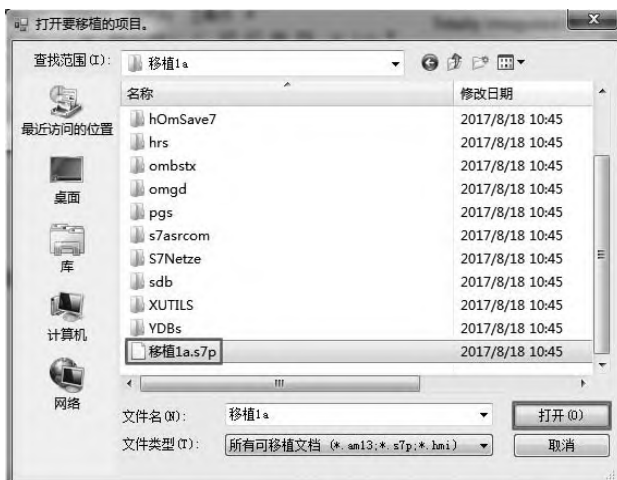 打开要移植的项目。
查找范围(I):
移植1a
名称
修改日期
hOmSave7
2017/8/18 10:45
hrs
2017/8/18 10:45
ombstx
2017/8/18 10:45
omgd
2017/8/18 10:45
pgs
2017/8/18 10:45
s7asrcom
2017/8/18 10:45
S7Netze
2017/8/18 10:45
sdb
2017/8/18 10:45
XUTILS
2017/8/18 10:45
YDBs
2017/8/18 10:45
移植1a.s7p
2017/8/18 10:45
最近访问的位置
桌面
库
计算机
网络
文件名(N):
移植1a
打开(O)
文件类型(T):
所有可移植文档 (*.am13;*.s7p;*.hmi)
取消